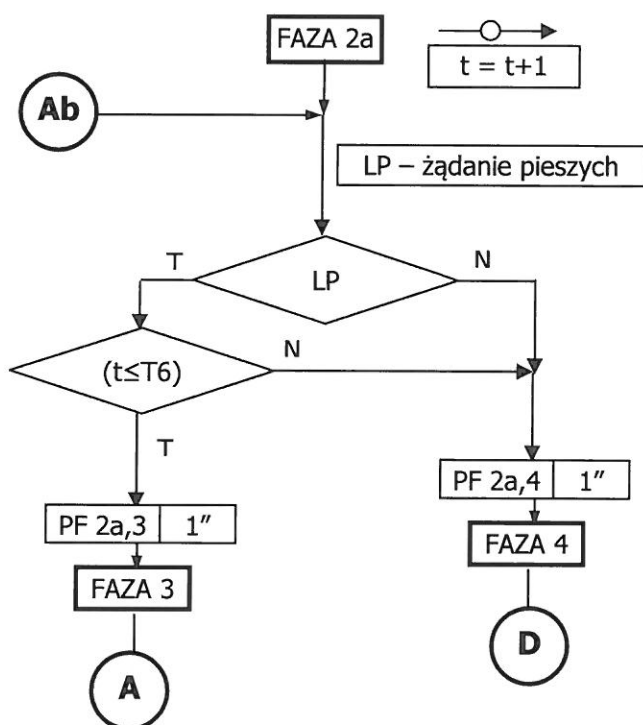 FAZA 2a
t = t+1
Ab
LP – żądanie pieszych
T
N
LP
(t≤T6)
N
T
PF 2a,3 1”
PF 2a,4 1”
FAZA 3
FAZA 4
A
D